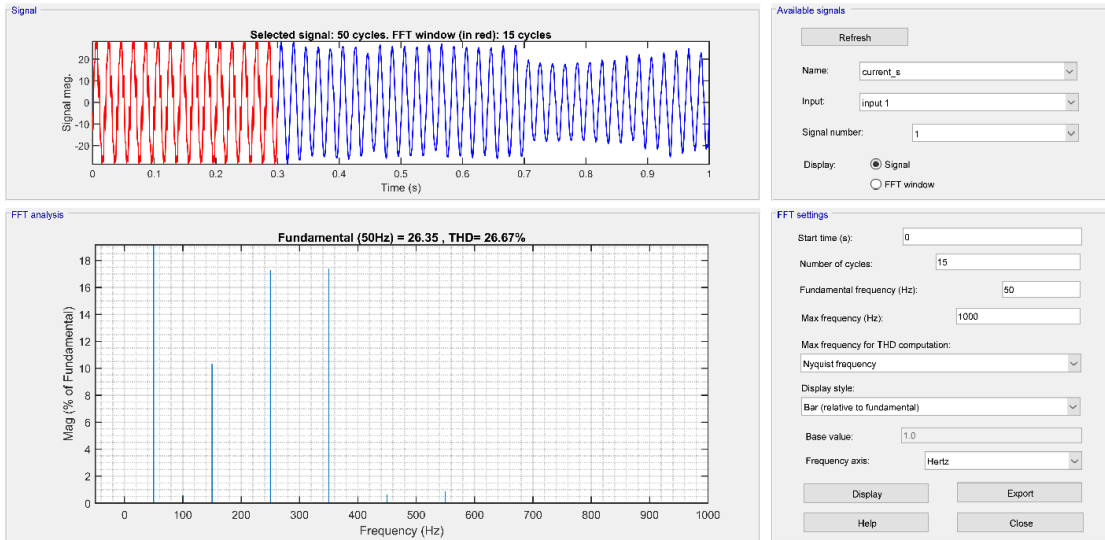 Signal
Selected signal: 50 cycles. FFT window (in red): 15 cycles
Signal mag.
20
10
0
-10
-20
0 0.1 0.2 0.3 0.4 0.5 0.6 0.7 0.8 0.9 1
Time (s)
FFT analysis
Fundamental (50Hz) = 26.35 , THD= 26.67%
Mag (% of Fundamental)
18
16
14
12
10
8
6
4
2
0
0 100 200 300 400 500 600 700 800 900 1000
Frequency (Hz)
Available signals
Refresh
Name: current_s
Input: input 1
Signal number: 1
Display: Signal
FFT window
FFT settings
Start time (s): 0
Number of cycles: 15
Fundamental frequency (Hz): 50
Max frequency (Hz): 1000
Max frequency for THD computation:
Nyquist frequency
Display style:
Bar (relative to fundamental)
Base value: 1.0
Frequency axis: Hertz
Display Export
Help Close